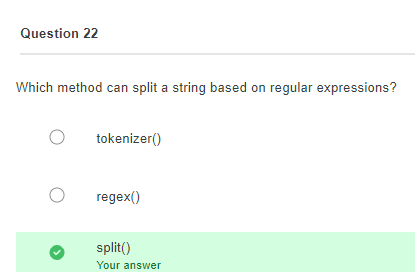 Question 22
Which method can split a string based on regular expressions?
tokenizer()
regex()
split()
Your answer